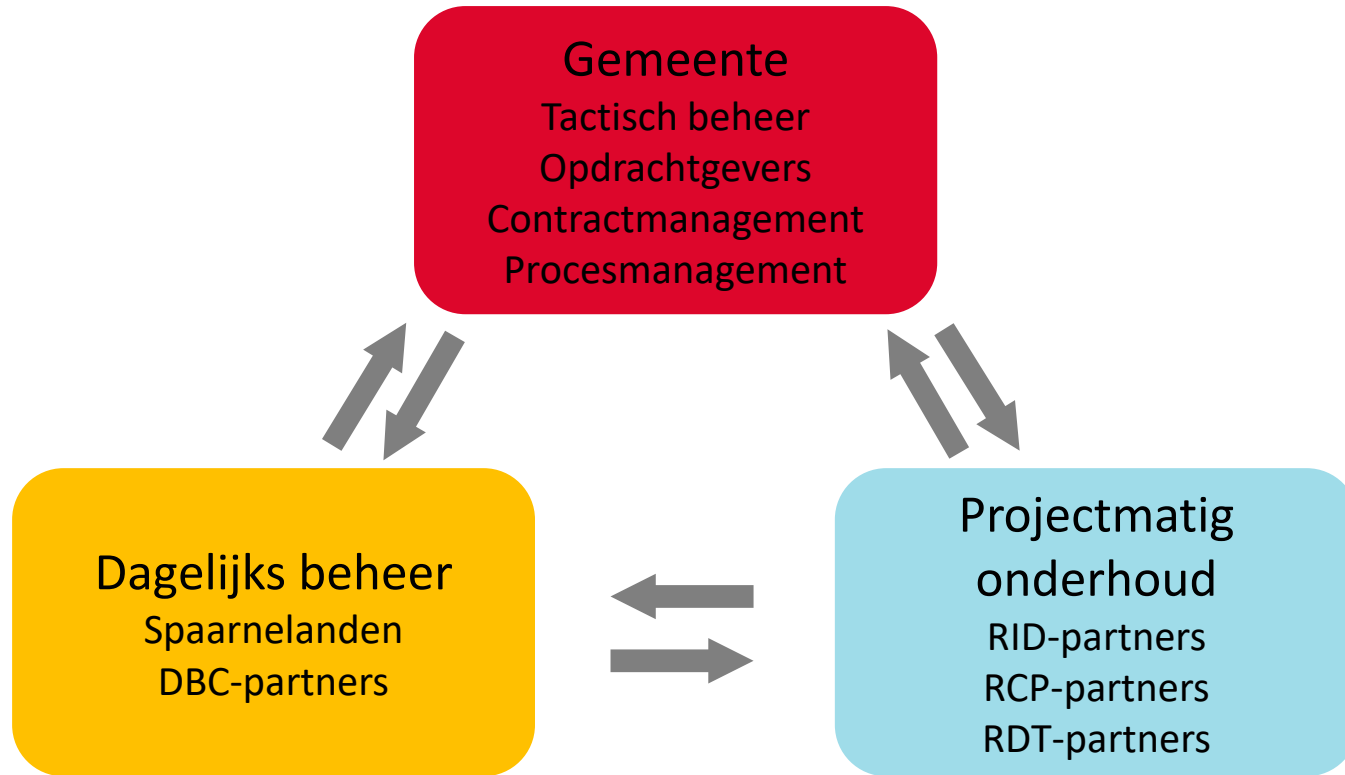 Gemeente
Tactisch beheer
Opdrachtgevers
Contractmanagement
Procesmanagement
Dagelijks beheer
Spaarnelanden
DBC-partners
Projectmatig
onderhoud
RID-partners
RCP-partners
RDT-partners